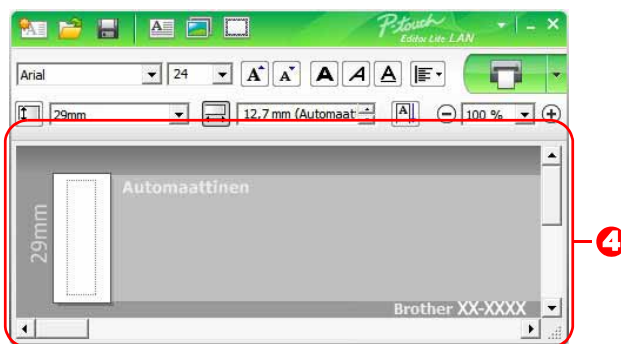 P-touch
Editor Lite LAN
Arial 24 A A A A A
29mm 12,7 mm (Automaat A 100 %
Automaattinen
29mm
4
Brother XX-XXXX